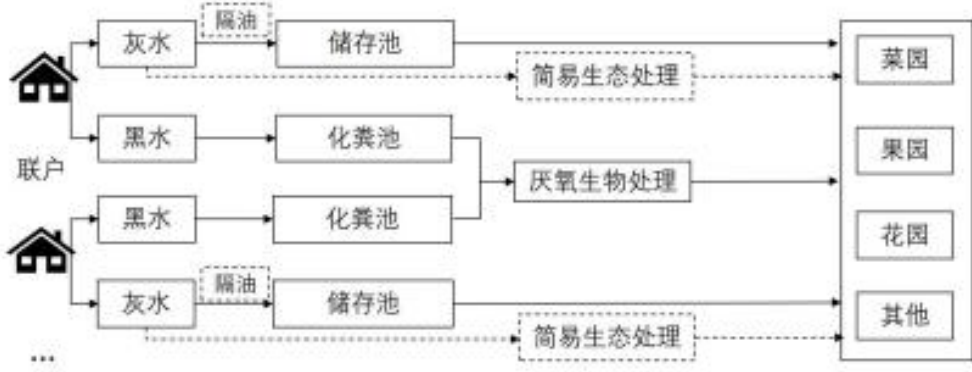 灰水
隔油
储存池
简易生态处理
菜园
黑水
化粪池
果园
联户
厌氧生物处理
黑水
化粪池
花园
灰水
隔油
储存池
其他
简易生态处理
...